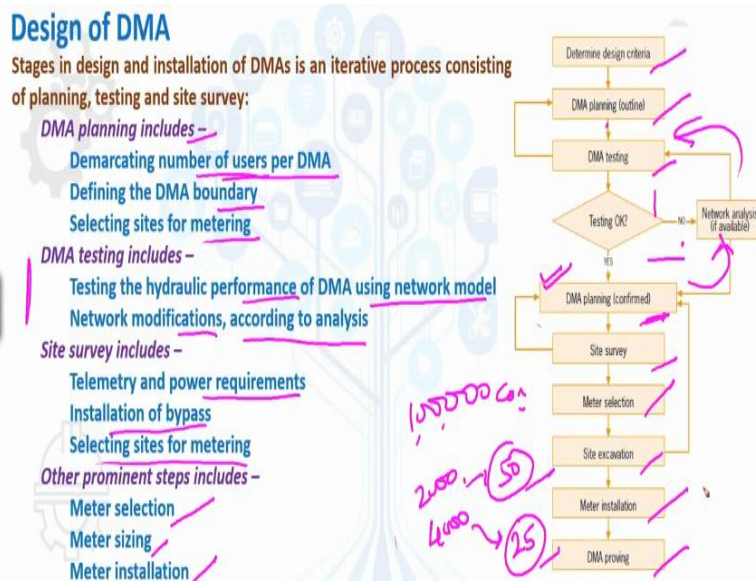 Design of DMA
Stages in design and installation of DMAs is an iterative process consisting
of planning, testing and site survey:
DMA planning includes –
Demarcating number of users per DMA
Defining the DMA boundary
Selecting sites for metering
DMA testing includes –
Testing the hydraulic performance of DMA using network model
Network modifications, according to analysis
Site survey includes –
Telemetry and power requirements
Installation of bypass
Selecting sites for metering
Other prominent steps includes –
Meter selection
Meter sizing
Meter installation
Determine design criteria
DMA planning (outline)
DMA testing
Testing OK?
NO
Network analysis
(if available)
YES
DMA planning (confirmed)
Site survey
Meter selection
Site excavation
Meter installation
DMA proving
100000 con
2000 → 50
4000 → 25